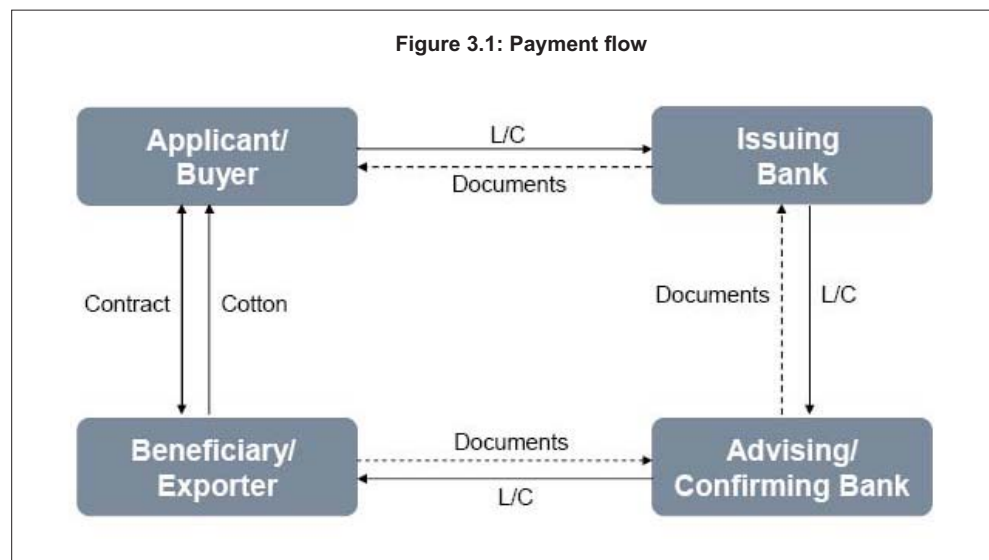 Figure 3.1: Payment flow
Applicant/
Buyer
L/C
Documents
Issuing
Bank
Contract
Cotton
Documents
L/C
Beneficiary/
Exporter
Documents
L/C
Advising/
Confirming Bank